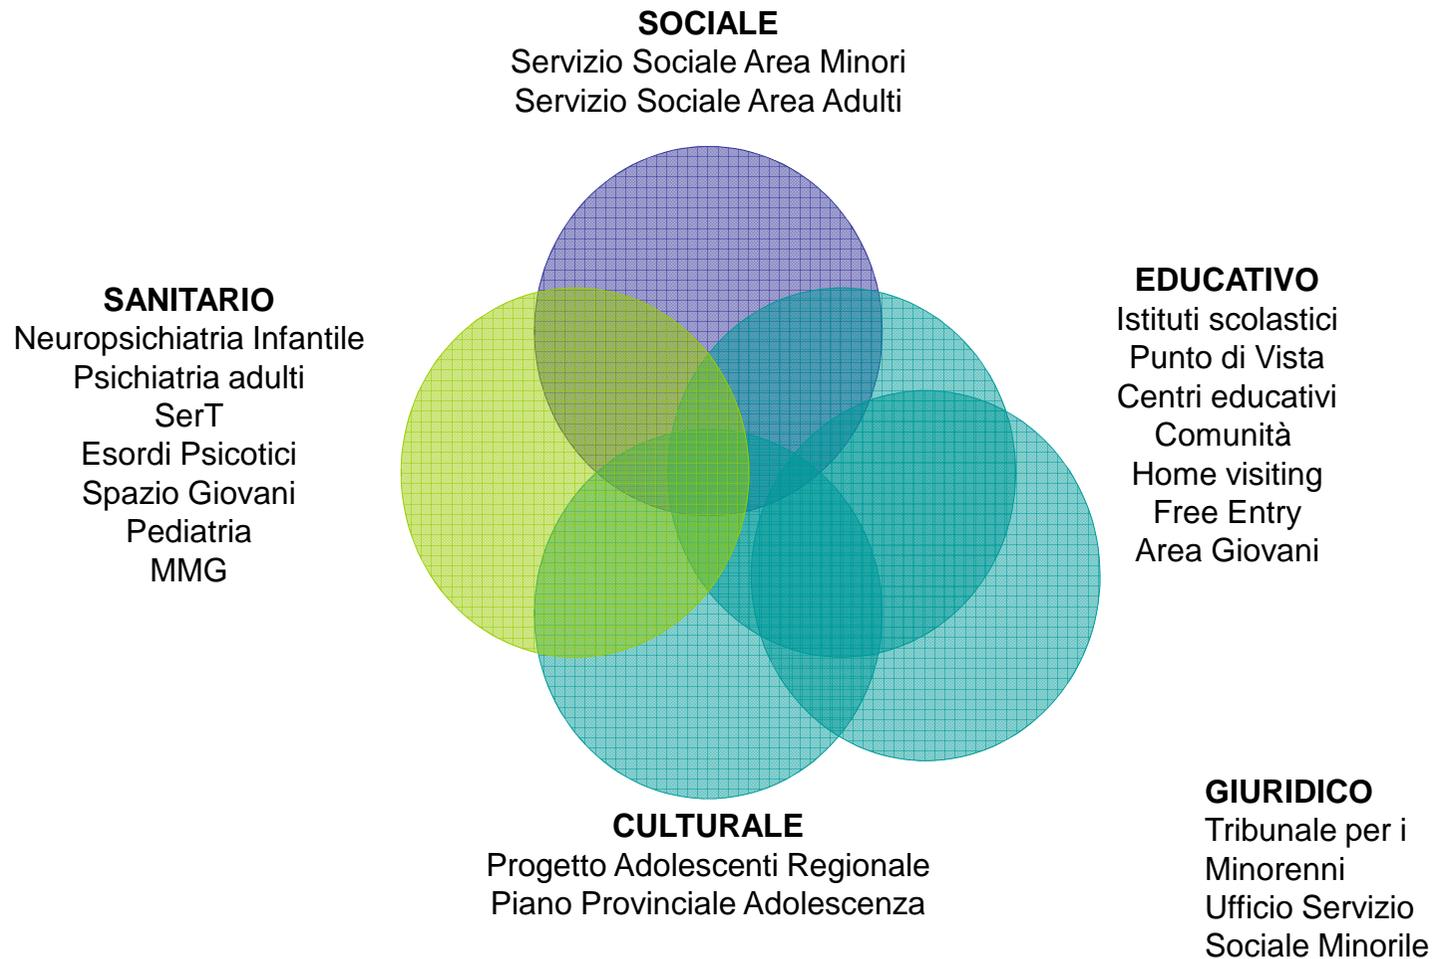 SOCIALE
Servizio Sociale Area Minori
Servizio Sociale Area Adulti
SANITARIO
Neuropsichiatria Infantile
Psichiatria adulti
SerT
Esordi Psicotici
Spazio Giovani
Pediatria
MMG
EDUCATIVO
Istituti scolastici
Punto di Vista
Centri educativi
Comunità
Home visiting
Free Entry
Area Giovani
CULTURALE
Progetto Adolescenti Regionale
Piano Provinciale Adolescenza
GIURIDICO
Tribunale per i
Minorenni
Ufficio Servizio
Sociale Minorile